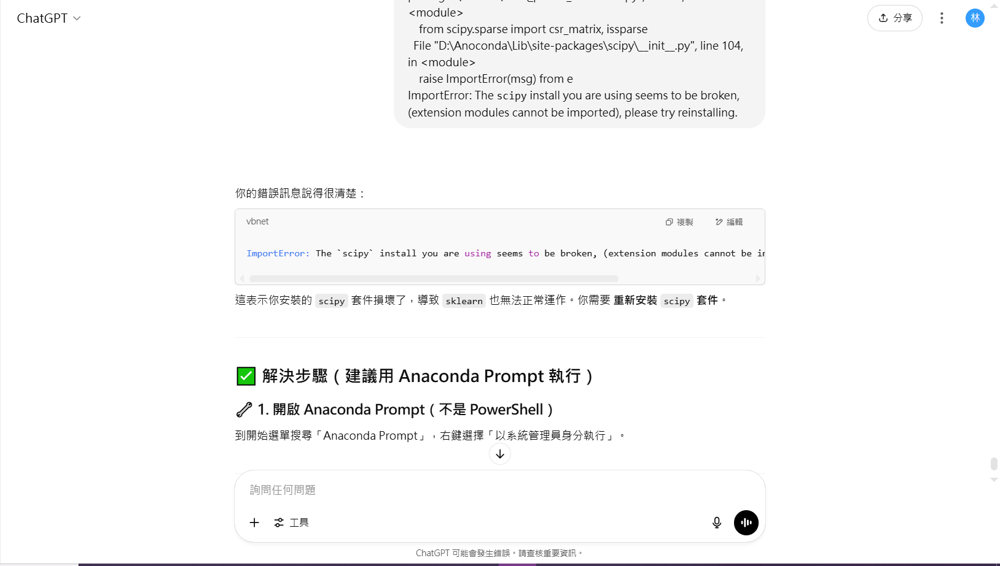 ChatGPT
分享
林
<module>
from scipy.sparse import csr_matrix, issparse
File "D:\Anoconda\Lib\site-packages\scipy\__init__.py", line 104,
in <module>
raise ImportError(msg) from e
ImportError: The scipy install you are using seems to be broken,
(extension modules cannot be imported), please try reinstalling.
你的錯誤訊息說得很清楚：
vbnet
複製
編輯
ImportError: The `scipy` install you are using seems to be broken, (extension modules cannot be
這表示你安裝的 scipy 套件損壞了，導致 sklearn 也無法正常運作。你需要 重新安裝 scipy 套件。
✅ 解決步驟（建議用 Anaconda Prompt 執行）
🔧 1. 開啟 Anaconda Prompt（不是 PowerShell）
到開始選單搜尋「Anaconda Prompt」，右鍵選擇「以系統管理員身分執行」。
詢問任何問題
工具
ChatGPT 可能會發生錯誤。請查核重要資訊。